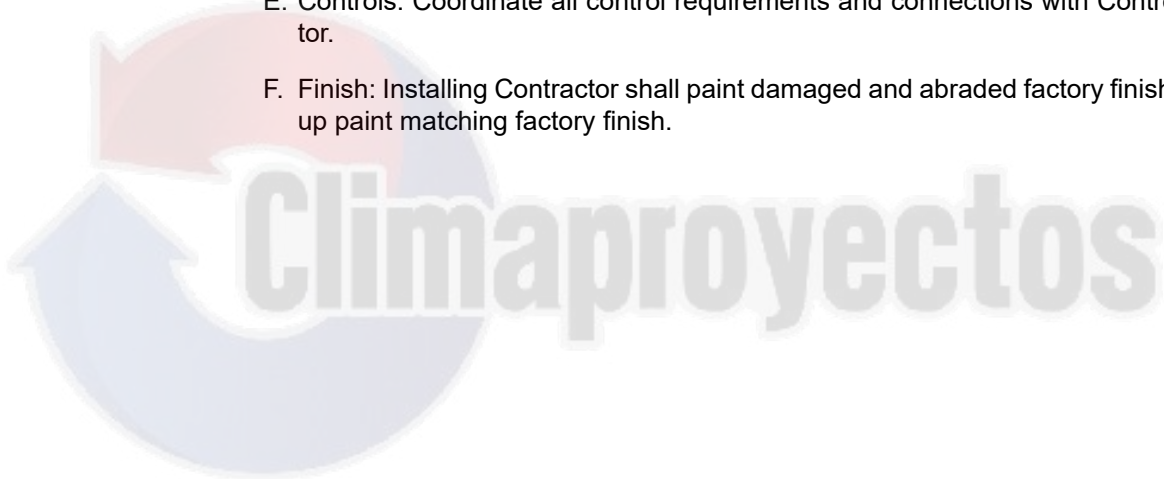 E. Controls: Coordinate all control requirements and connections with Contro
tor.
F. Finish: Installing Contractor shall paint damaged and abraded factory finish
up paint matching factory finish.
Climaproyectos